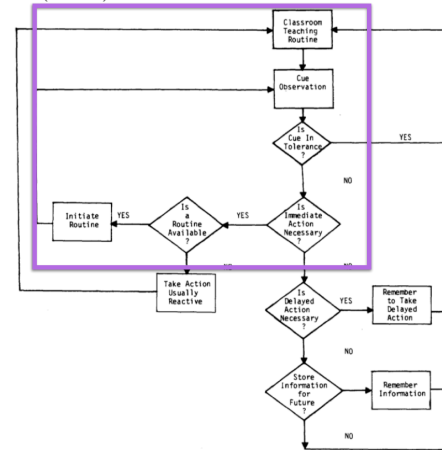 Classroom
Teaching
Routine
Cue
Observation
Is
Cue In
Tolerance
?
YES
NO
Is
Immediate
Action
Necessary
?
YES
Is
a
Routine
Available
?
YES
Initiate
Routine
NO
Take Action
Usually
Reactive
Is
Delayed
Action
Necessary
?
YES
Remember
to Take
Delayed
Action
NO
Store
Information
for
Future
?
Remember
Information
NO